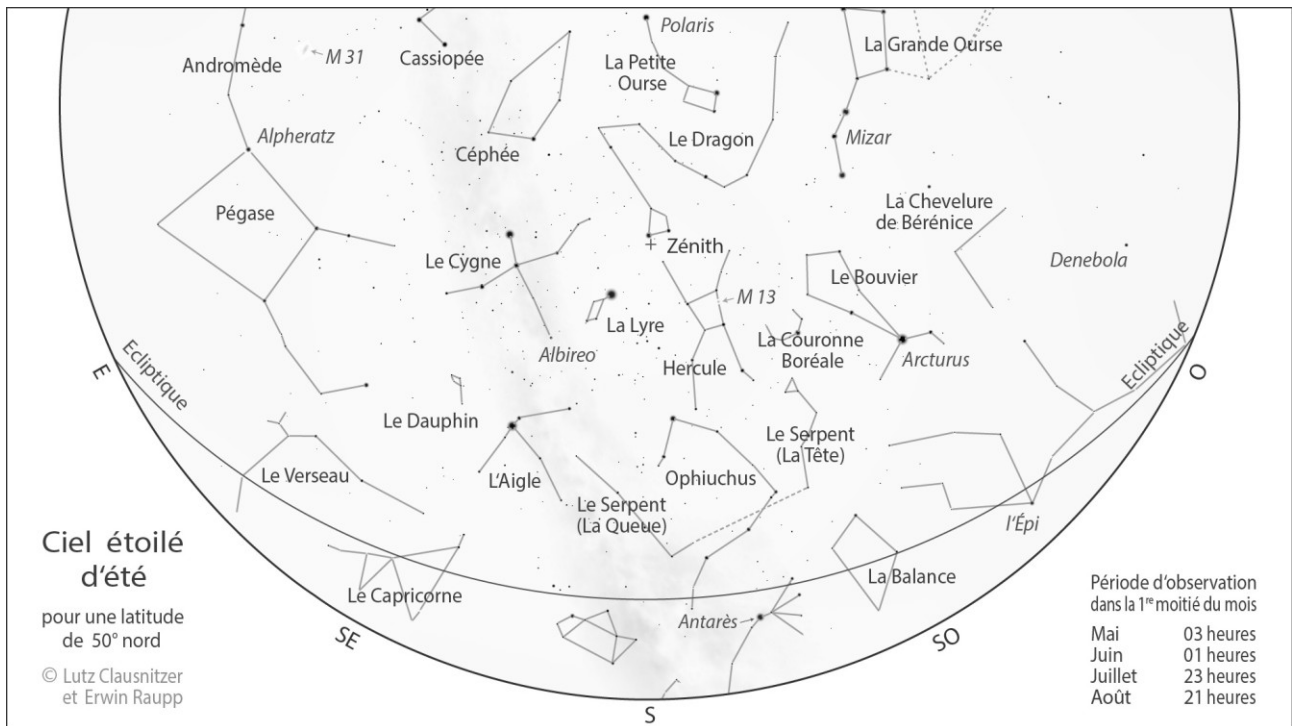 Polaris
La Grande Ourse
Cassiopée
M 31
Andromède
La Petite
Ourse
Alpheratz
Céphée
Le Dragon
Mizar
Pégase
La Chevelure
de Bérénice
Zénith
Le Cygne
Le Bouvier
Denebola
M 13
La Lyre
Albireo
Hercule
La Couronne
Boréale
Arcturus
E
Ecliptique
Ecliptique
O
Le Dauphin
Le Serpent
(La Tête)
Le Verseau
L'Aigle
Ophiuchus
Le Serpent
(La Queue)
l'Épi
Ciel étoilé
d'été
pour une latitude
de 50° nord
© Lutz Clausnitzer
et Erwin Raupp
Le Capricorne
La Balance
Antarès
SE
S
SO
Période d'observation
dans la 1re moitié du mois
Mai 03 heures
Juin 01 heures
Juillet 23 heures
Août 21 heures